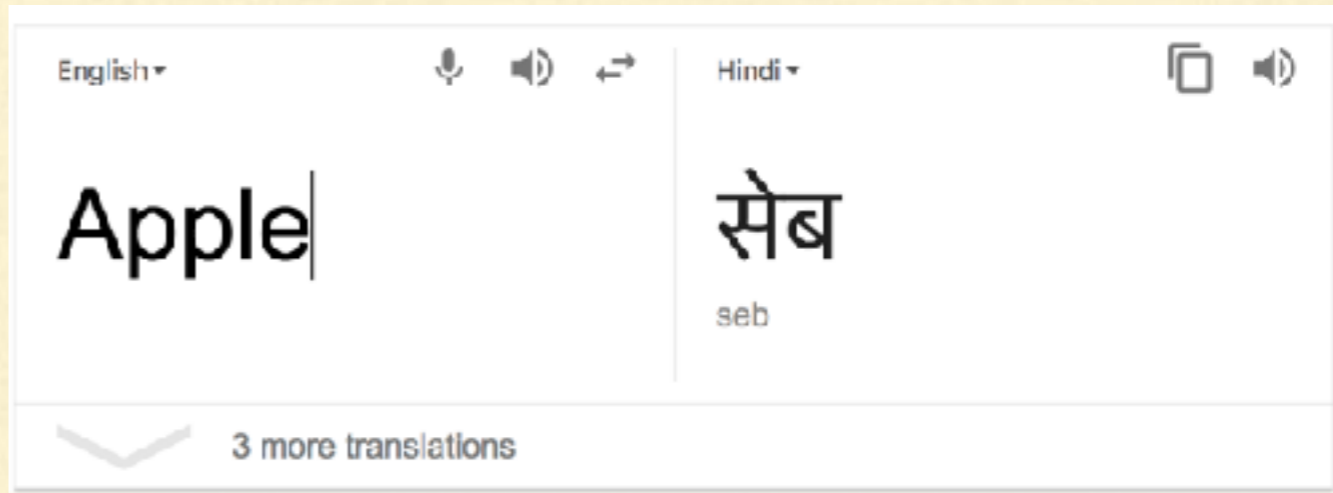 English
Hindi
Apple
सेब
seb
3 more translations